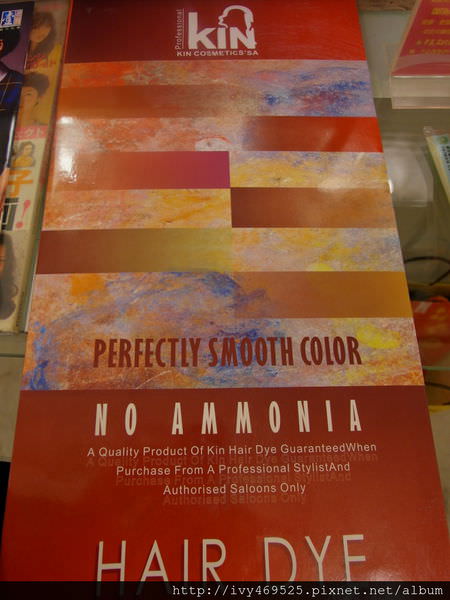 Professional
KIN
KIN COSMETICS'SA
PERFECTLY SMOOTH COLOR
NO AMMONIA
A Quality Product Of Kin Hair Dye GuaranteedWhen
Purchase From A Professional StylistAnd
Authorised Saloons Only
HAIR DYE
http://ivy469525.pixnet.net/album